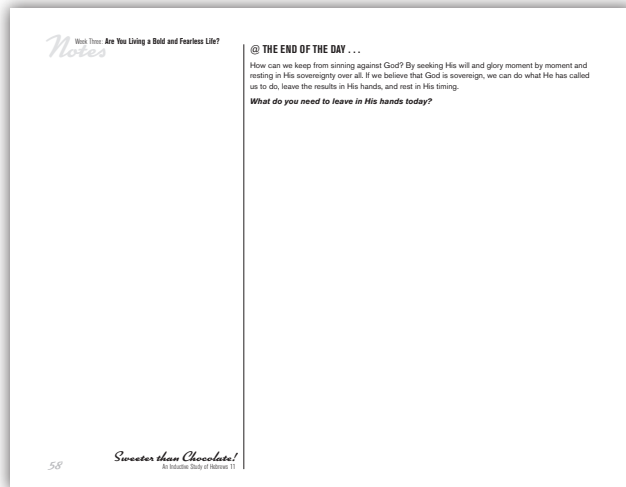 Week Three: Are You Living a Bold and Fearless Life?
Notes
@ THE END OF THE DAY . . .
How can we keep from sinning against God? By seeking His will and glory moment by moment and
resting in His sovereignty over all. If we believe that God is sovereign, we can do what He has called
us to do, leave the results in His hands, and rest in His timing.
What do you need to leave in His hands today?
58
Sweeter than Chocolate!
An Inductive Study of Hebrews 11